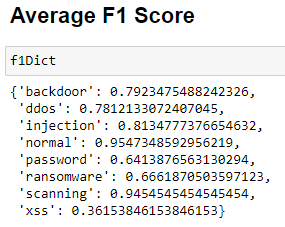 Average F1 Score
f1Dict
{'backdoor': 0.7923475488242326,
'ddos': 0.7812133072407045,
'injection': 0.8134777376654632,
'normal': 0.9547348592956219,
'password': 0.6413876563130294,
'ransomware': 0.6661870503597123,
'scanning': 0.9454545454545454,
'xss': 0.36153846153846153}